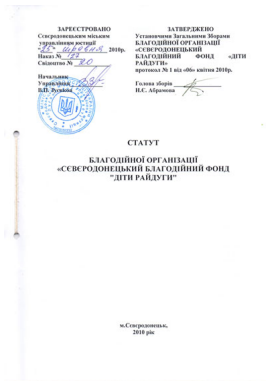 ЗАРЕЄСТРОВАНО
Сєвєродонецьким міським
управлінням юстиції
2010р.
Наказ №
Свідоцтво № 20
Начальник
Управління
В.П.
ЗАТВЕРДЖЕНО
Установчими Загальними Зборами
БЛАГОДІЙНОЇ ОРГАНІЗАЦІЇ
«СЄВЄРОДОНЕЦЬКИЙ
БЛАГОДІЙНИЙ ФОНД «ДІТИ
РАЙДУГИ»
протокол № 1 від «06» квітня 2010р.
Голова зборів
Н.Є. Абрамова
СТАТУТ
БЛАГОДІЙНОЇ ОРГАНІЗАЦІЇ
«СЄВЄРОДОНЕЦЬКИЙ БЛАГОДІЙНИЙ ФОНД
"ДІТИ РАЙДУГИ"
м.Сєвєродонецьк,
2010 рік